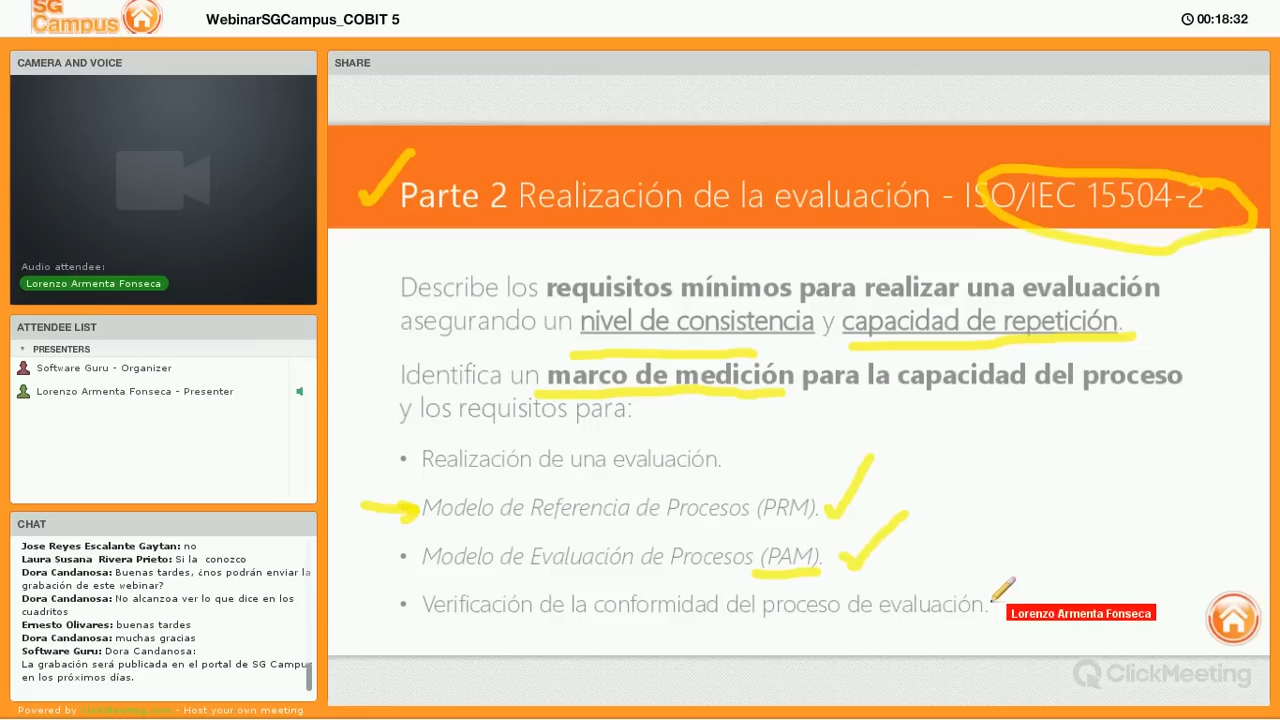 SG
Campus
WebinarSGCampus_COBIT 5
00:18:32
CAMERA AND VOICE
Audio attendee:
Lorenzo Armenta Fonseca
ATTENDEE LIST
PRESENTERS
Software Guru - Organizer
Lorenzo Armenta Fonseca - Presenter
CHAT
Jose Reyes Escalante Gaytan: no
Laura Susana Rivera Prieto: Si la conozco
Dora Candanosa: Buenas tardes, ¿nos podrán enviar la
grabación de este webinar?
Dora Candanosa: No alcanzoa ver lo que dice en los
cuadritos
Ernesto Olivares: buenas tardes
Dora Candanosa: muchas gracias
Software Guru: Dora Candanosa:
La grabación será publicada en el portal de SG Campus
en los próximos días.
Powered by ClickMeeting.com - Host your own meeting
SHARE
Parte 2 Realización de la evaluación - ISO/IEC 15504-2
Describe los requisitos mínimos para realizar una evaluación
asegurando un nivel de consistencia y capacidad de repetición.
Identifica un marco de medición para la capacidad del proceso
y los requisitos para:
• Realización de una evaluación.
Modelo de Referencia de Procesos (PRM).
• Modelo de Evaluación de Procesos (PAM).
• Verificación de la conformidad del proceso de evaluación.
Lorenzo Armenta Fonseca
ClickMeeting